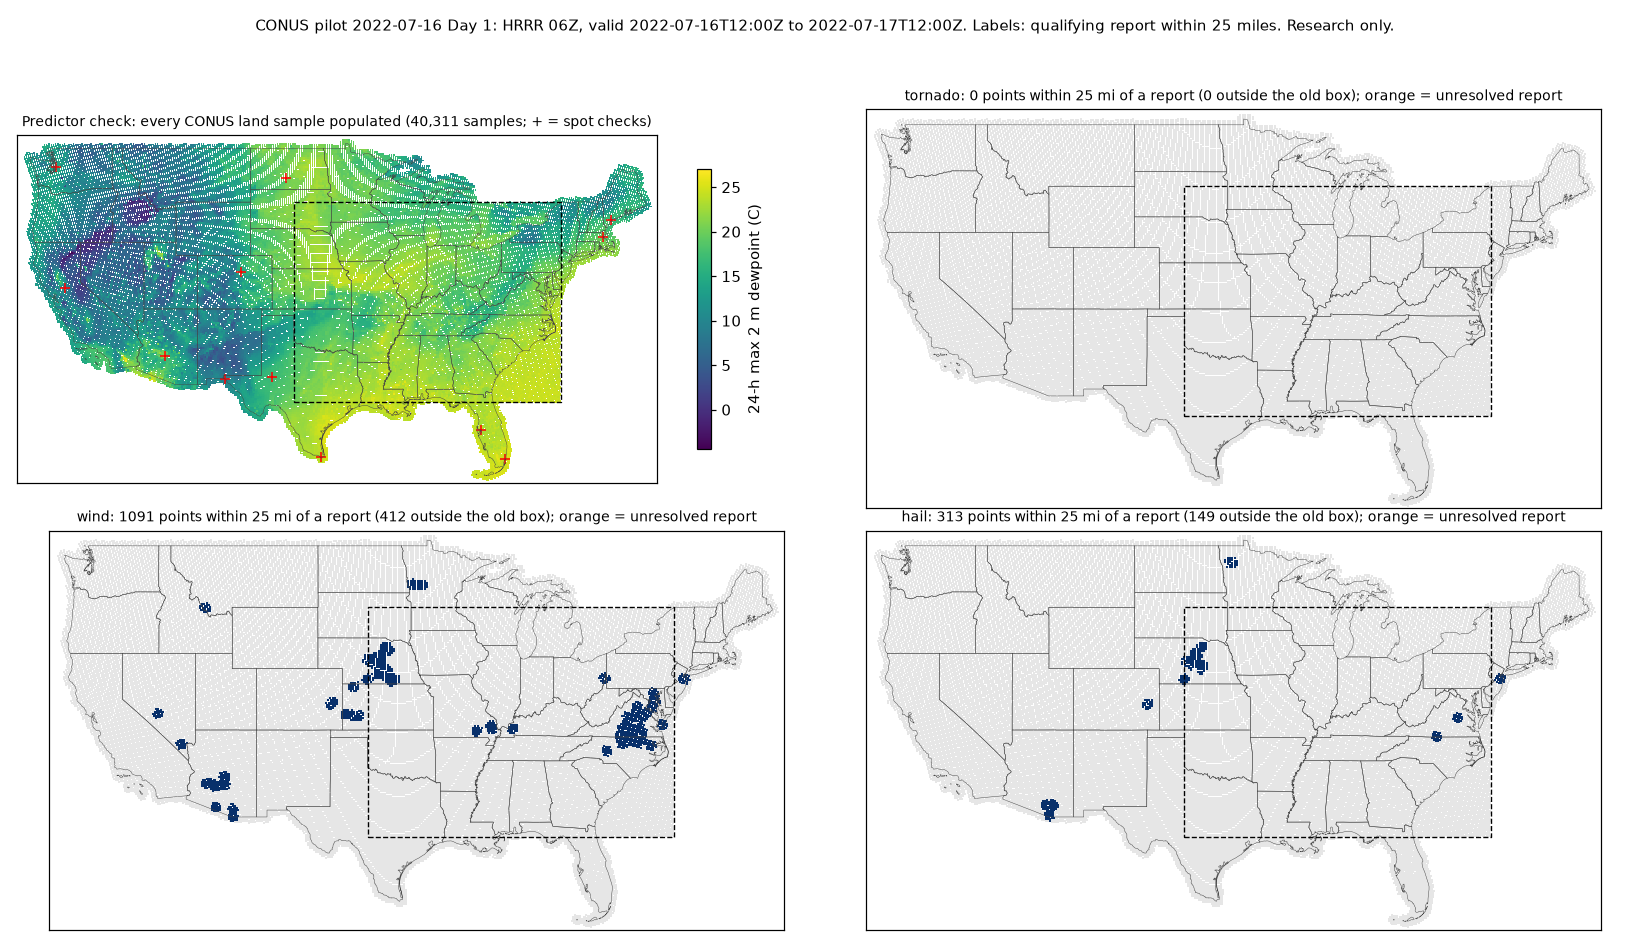 CONUS pilot 2022-07-16 Day 1: HRRR 06Z, valid 2022-07-16T12:00Z to 2022-07-17T12:00Z. Labels: qualifying report within 25 miles. Research only.
Predictor check: every CONUS land sample populated (40,311 samples; + = spot checks)
25
20
15
10
5
0
24-h max 2 m dewpoint (C)
tornado: 0 points within 25 mi of a report (0 outside the old box); orange = unresolved report
wind: 1091 points within 25 mi of a report (412 outside the old box); orange = unresolved report
hail: 313 points within 25 mi of a report (149 outside the old box); orange = unresolved report